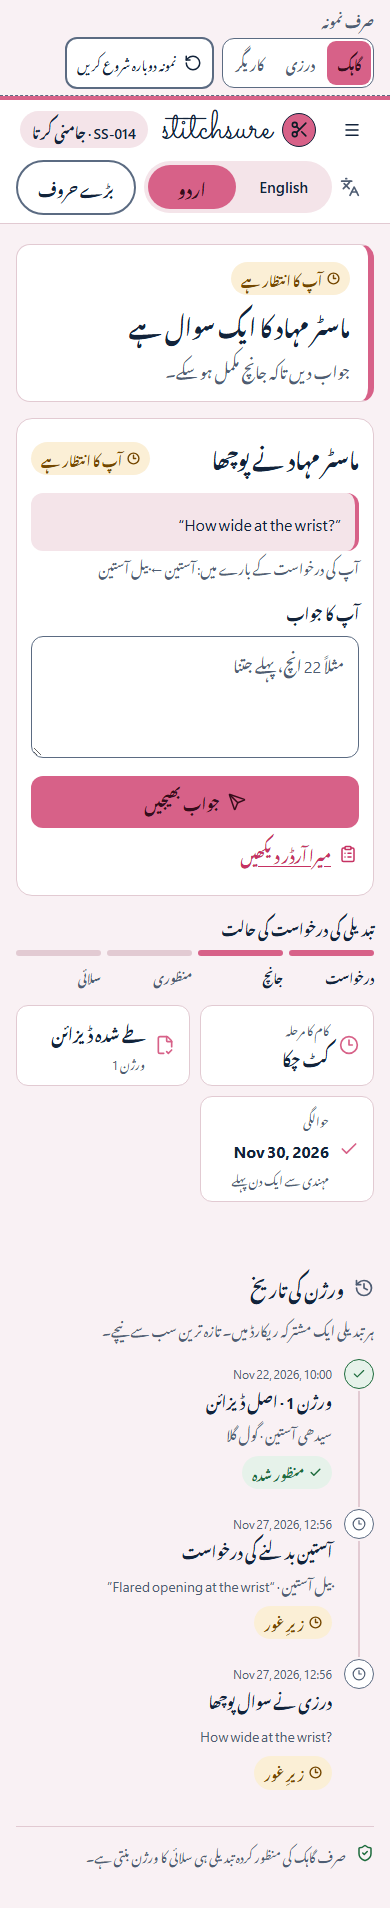 صرف نمونہ
گاہک
درزی
کاریگر
نمونہ دوبارہ شروع کریں
stitchsure
SS-014 · جامنی کرتا
English
اردو
بڑے حروف
آپ کا انتظار ہے
ماسٹر مہاد کا ایک سوال ہے
جواب دیں تاکہ جانچ مکمل ہو سکے۔
ماسٹر مہاد نے پوچھا
آپ کا انتظار ہے
“How wide at the wrist?”
آپ کی درخواست کے بارے میں: آستین ← بیل آستین
آپ کا جواب
مثلاً 22 انچ، پہلے جتنا
جواب بھیجیں
میرا آرڈر دیکھیں
تبدیلی کی درخواست کی حالت
درخواست
جانچ
منظوری
سلائی
کام کا مرحلہ
کٹ چکا
طے شدہ ڈیزائن
ورژن 1
حوالگی
Nov 30, 2026
مہندی سے ایک دن پہلے
ورژن کی تاریخ
ہر تبدیلی ایک مشترکہ ریکارڈ میں۔ تازہ ترین سب سے نیچے۔
Nov 22, 2026, 10:00
ورژن 1 · اصل ڈیزائن
سیدھی آستین · گول گلا
منظور شدہ
Nov 27, 2026, 12:56
آستین بدلنے کی درخواست
بیل آستین · “Flared opening at the wrist”
زیرِ غور
Nov 27, 2026, 12:56
درزی نے سوال پوچھا
How wide at the wrist?
زیرِ غور
صرف گاہک کی منظور کردہ تبدیلی ہی سلائی کا ورژن بنتی ہے۔